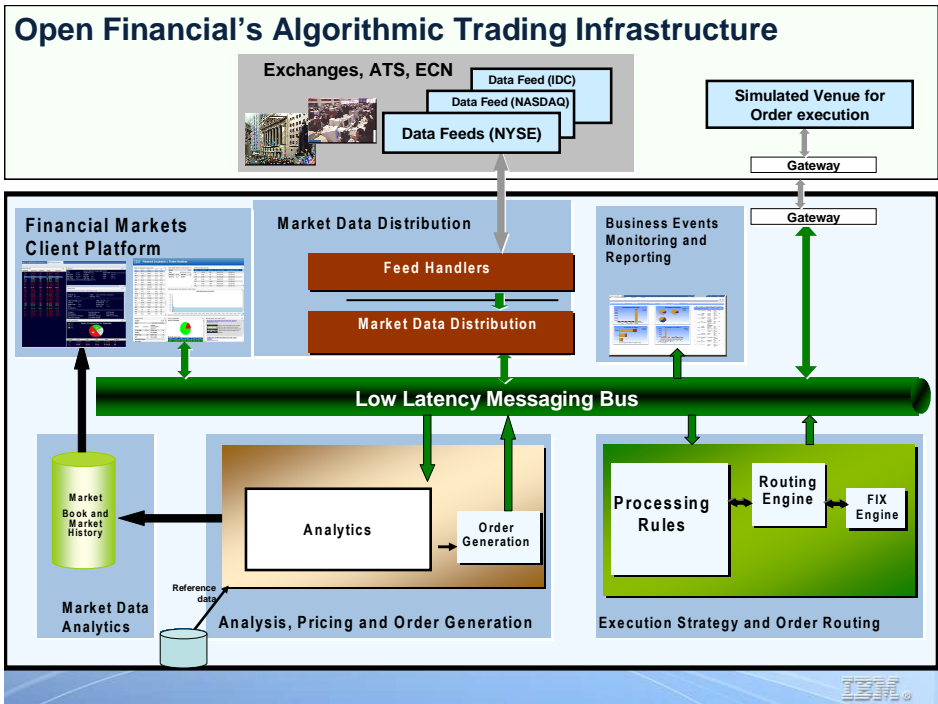 Open Financial's Algorithmic Trading Infrastructure
Exchanges, ATS, ECN
Data Feed (IDC)
Data Feed (NASDAQ)
Data Feeds (NYSE)
Simulated Venue for
Order execution
Gateway
Gateway
Financial Markets
Client Platform
Market Data Distribution
Feed Handlers
Market Data Distribution
Business Events
Monitoring and
Reporting
Low Latency Messaging Bus
Market
Book and
Market
History
Analytics
Order
Generation
Processing
Rules
Routing
Engine
FIX
Engine
Reference
data
Market Data
Analytics
Analysis, Pricing and Order Generation
Execution Strategy and Order Routing
IBM®